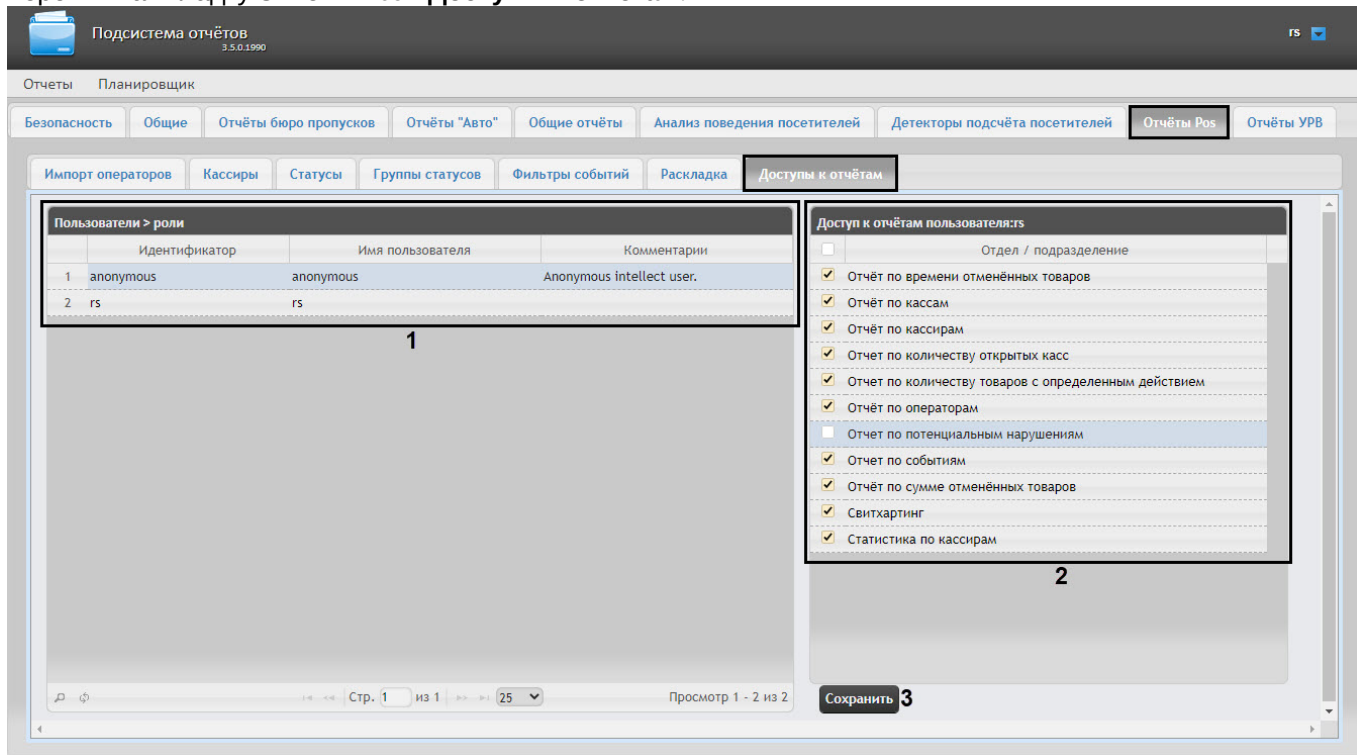 Подсистема отчётов
3.5.0.1990
rs
Отчеты Планировщик
Безопасность Общие Отчёты бюро пропусков Отчёты "Авто" Общие отчёты Анализ поведения посетителей Детекторы подсчёта посетителей Отчёты Pos Отчёты УРВ
Импорт операторов Кассиры Статусы Группы статусов Фильтры событий Раскладка Доступы к отчётам
Пользователи > роли
Идентификатор Имя пользователя Комментарии
1 anonymous anonymous Anonymous intellect user.
2 rs rs
1
Доступ к отчётам пользователя:rs
Отдел / подразделение
Отчёт по времени отменённых товаров
Отчёт по кассам
Отчёт по кассирам
Отчет по количеству открытых касс
Отчет по количеству товаров с определенным действием
Отчёт по операторам
Отчет по потенциальным нарушениям
Отчет по событиям
Отчёт по сумме отменённых товаров
Свитхартинг
Статистика по кассирам
2
Стр. 1 из 1 25 Просмотр 1 - 2 из 2
Сохранить 3